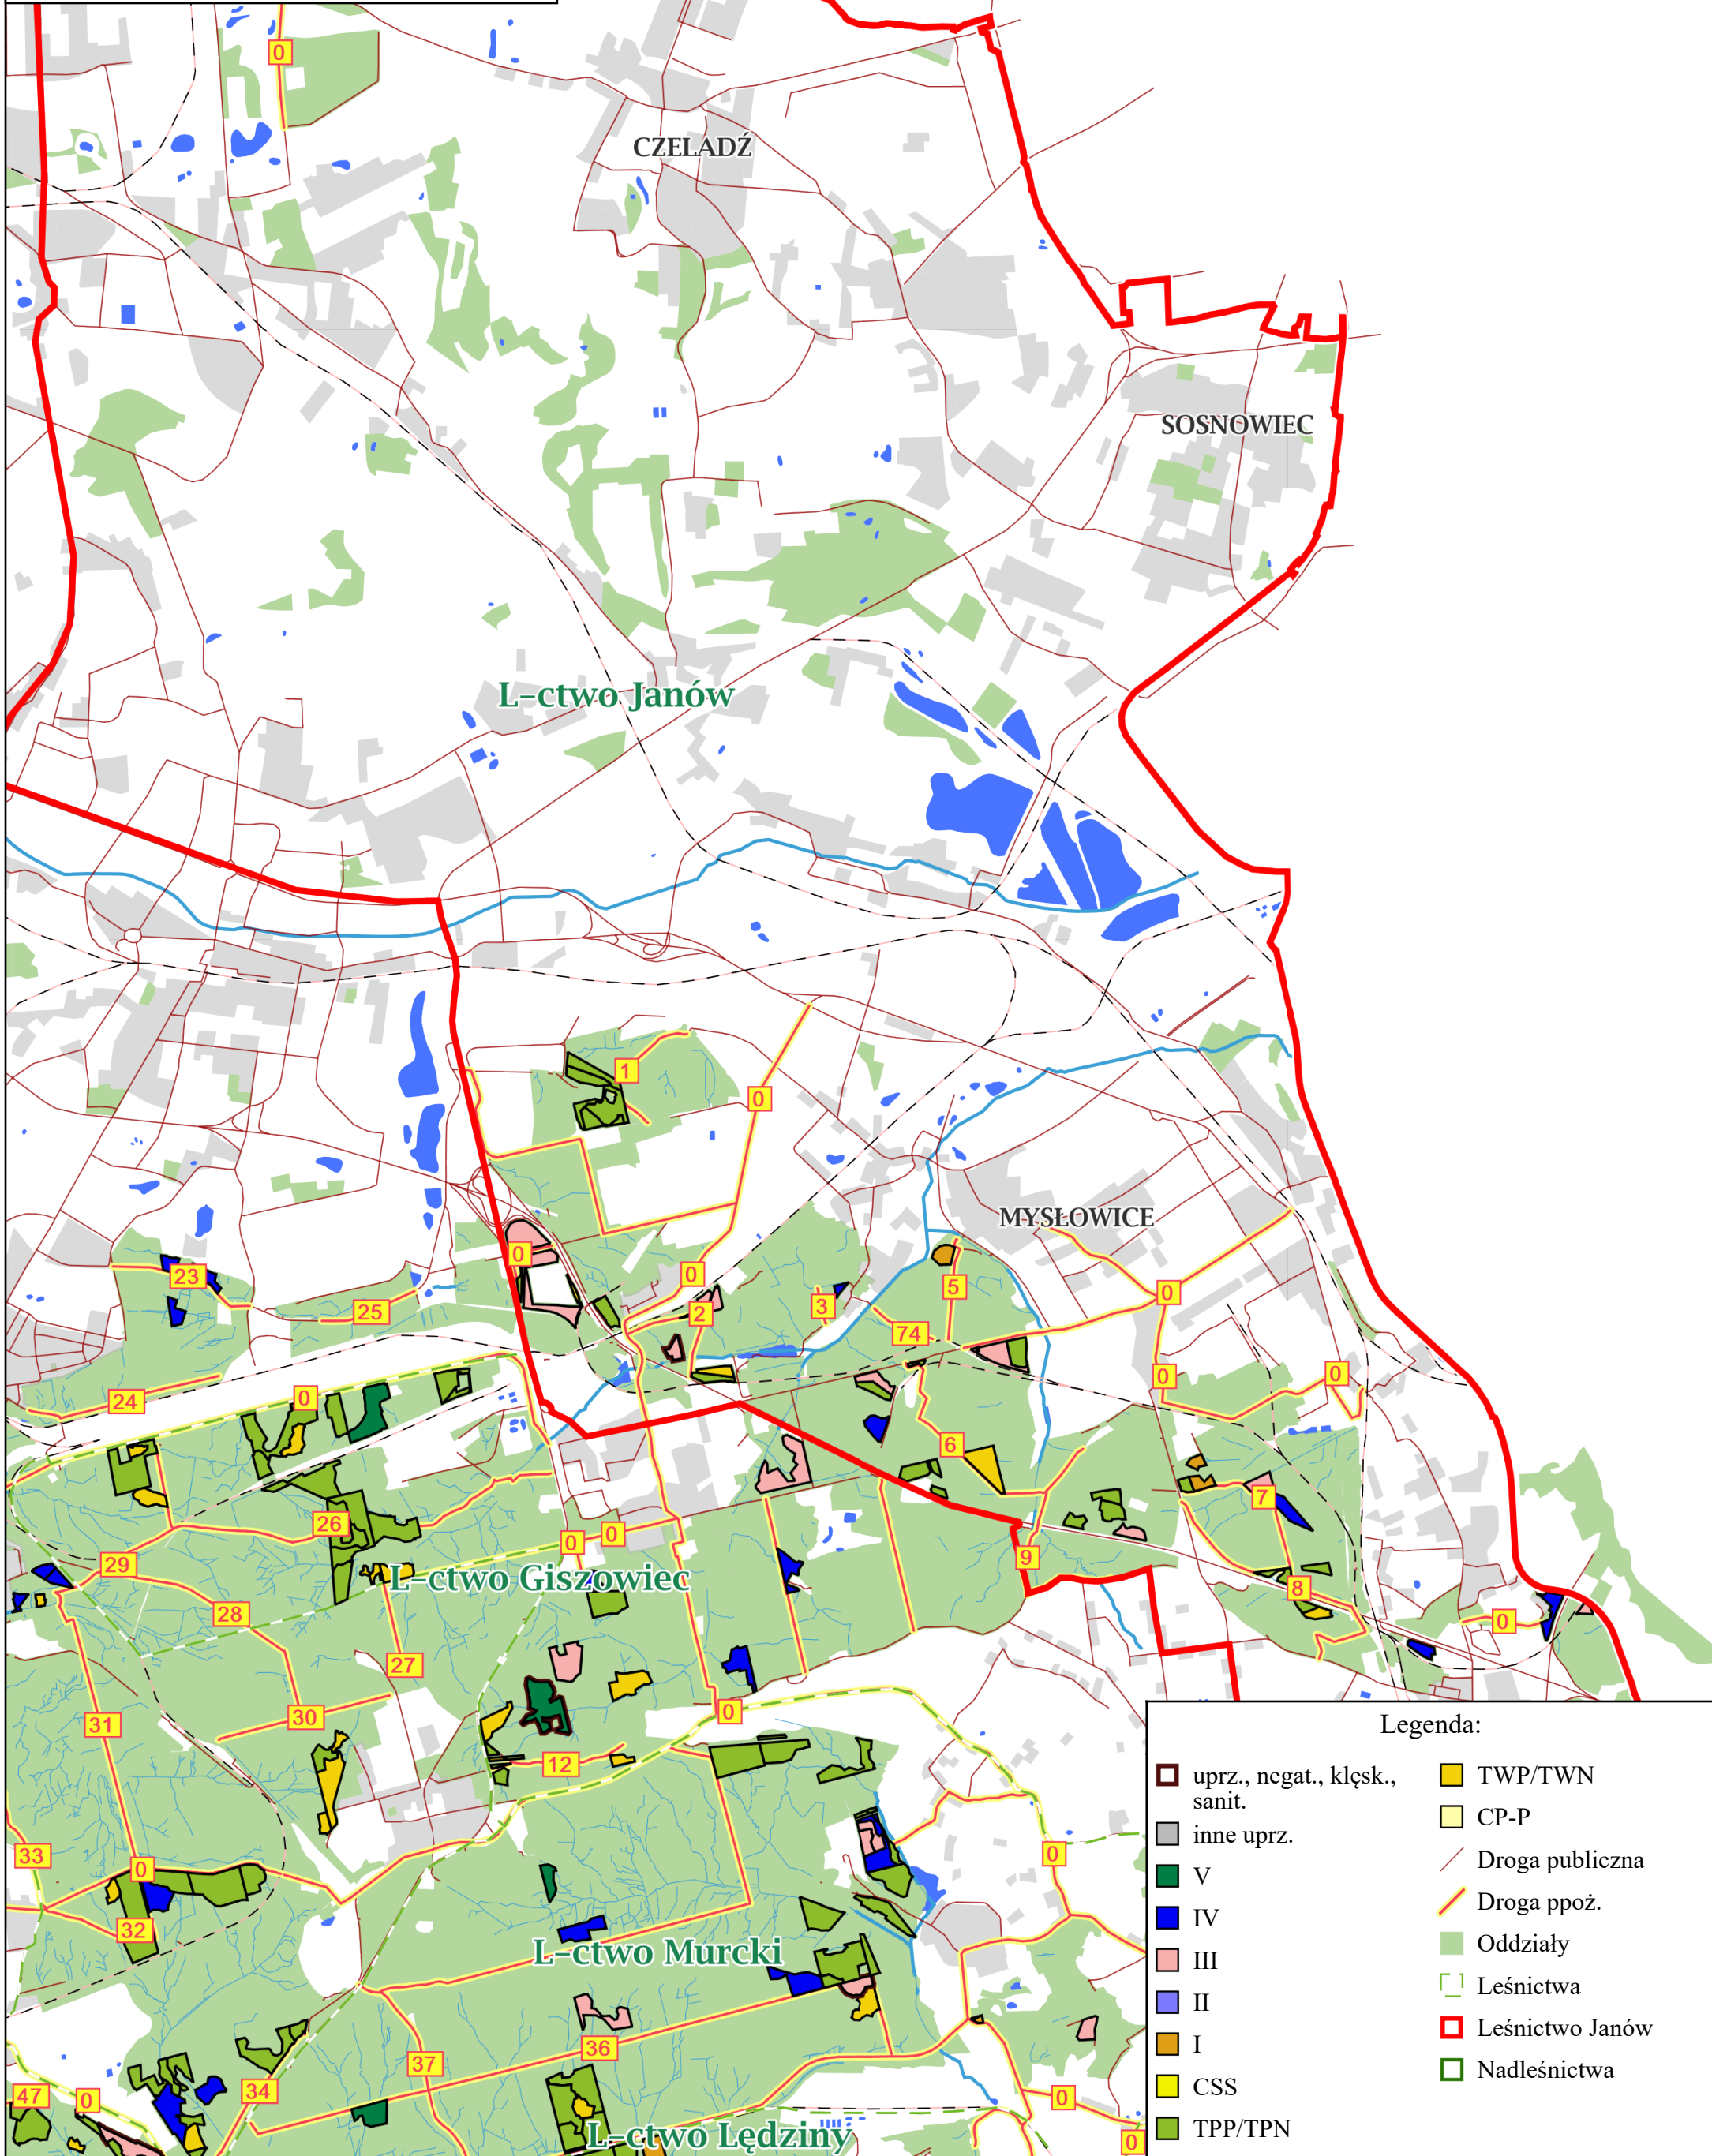 0
CZELADŹ
SOSNOWIEC
L-ctwo Janów
1
0
MYSŁOWICE
0
0
23
5
0
25
2
3
74
24
0
0
0
6
7
26
0
0
29
9
L-ctwo Giszowiec
8
28
0
27
31
30
0
12
33
0
0
32
L-ctwo Murcki
36
37
34
47
0
0
L-ctwo Lędziny
0
Legenda:
uprz., negat., klęsk.,
sanit.
inne uprz.
V
IV
III
II
I
CSS
TPP/TPN
TWP/TWN
CP-P
Droga publiczna
Droga ppoż.
Oddziały
Leśnictwa
Leśnictwo Janów
Nadleśnictwa